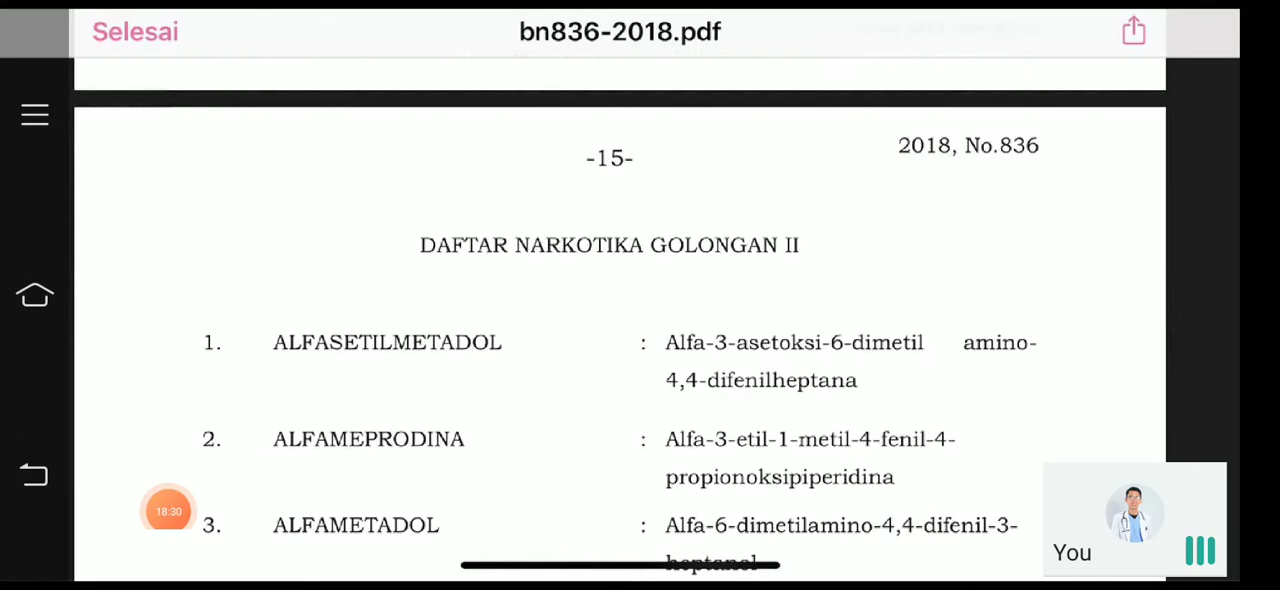 Selesai
bn836-2018.pdf
2018, No.836
-15-
DAFTAR NARKOTIKA GOLONGAN II
1. ALFASETILMETADOL : Alfa-3-asetoksi-6-dimetil amino-
4,4-difenilheptana
2. ALFAMEPRODINA : Alfa-3-etil-1-metil-4-fenil-4-
propionoksipiperidina
18:30
3. ALFAMETADOL : Alfa-6-dimetilamino-4,4-difenil-3-
heptanol
You